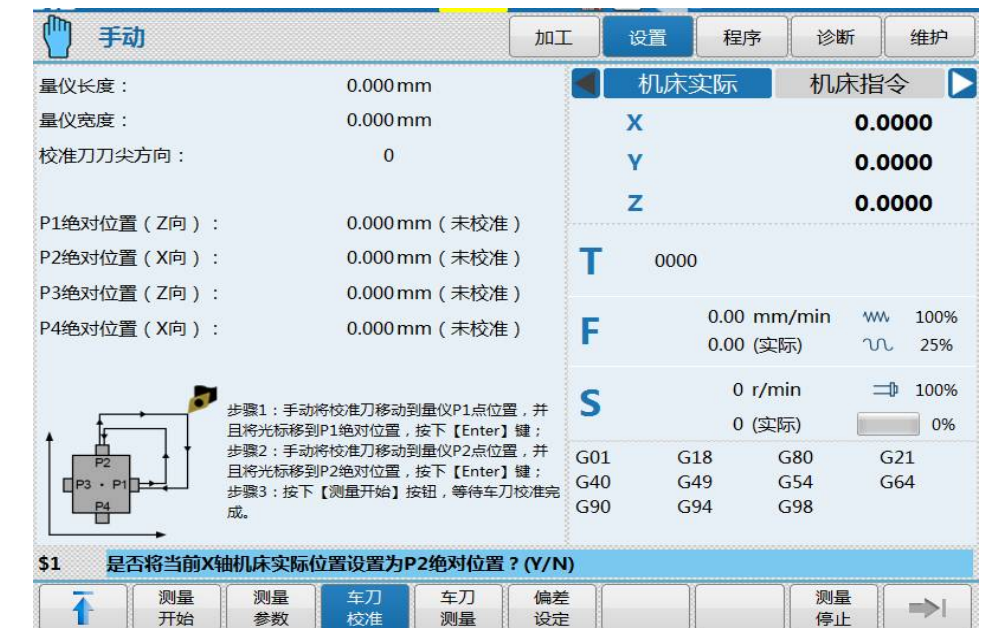 手动
加工 设置 程序 诊断 维护
量仪长度： 0.000mm
量仪宽度： 0.000mm
校准刀刀尖方向： 0
P1绝对位置（Z向）： 0.000mm（未校准）
P2绝对位置（X向）： 0.000mm（未校准）
P3绝对位置（Z向）： 0.000mm（未校准）
P4绝对位置（X向）： 0.000mm（未校准）
P2
P3 · P1
P4
步骤1：手动将校准刀移动到量仪P1点位置，并
且将光标移到P1绝对位置，按下【Enter】键；
步骤2：手动将校准刀移动到量仪P2点位置，并
且将光标移到P2绝对位置，按下【Enter】键；
步骤3：按下【测量开始】按钮，等待车刀校准完
成。
机床实际 机床指令
X 0.0000
Y 0.0000
Z 0.0000
T 0000
F 0.00 mm/min 100%
0.00 (实际) 25%
S 0 r/min 100%
0 (实际) 0%
G01 G18 G80 G21
G40 G49 G54 G64
G90 G94 G98
$1 是否将当前X轴机床实际位置设置为P2绝对位置？(Y/N)
测量 测量 车刀 车刀 偏差 测量
开始 参数 校准 测量 设定 停止